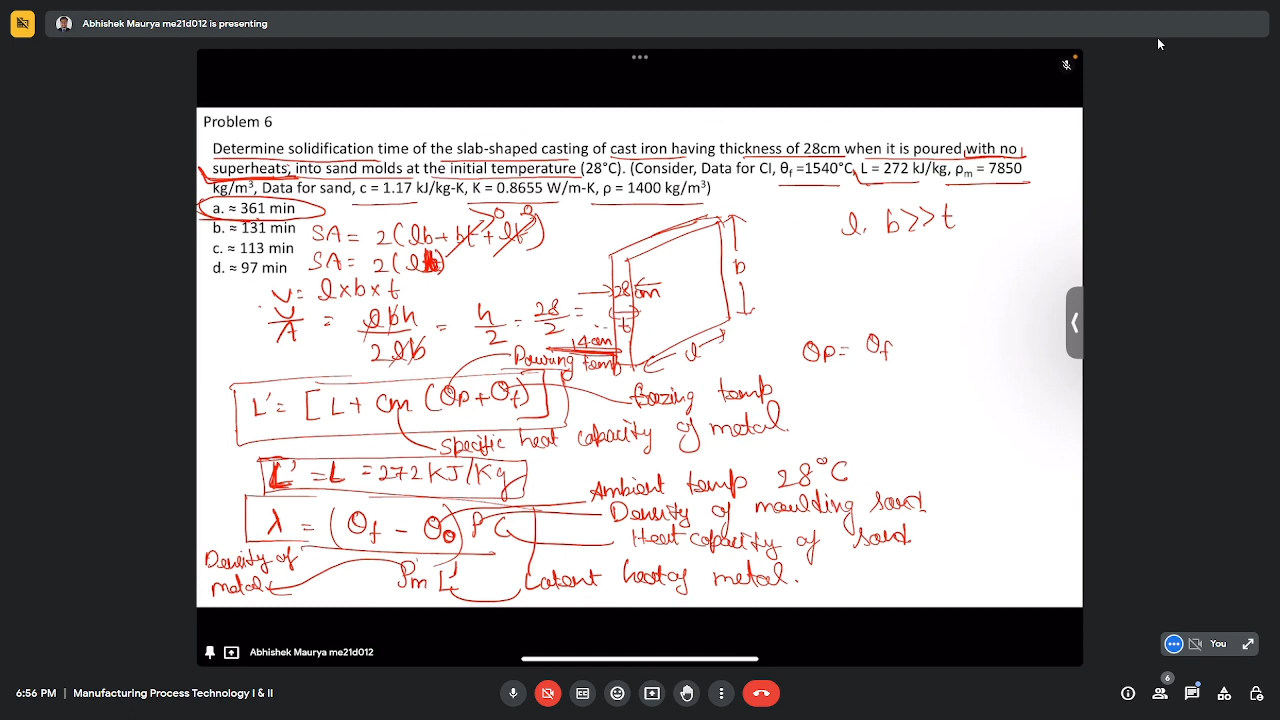 Abhishek Maurya me21d012 is presenting
Problem 6
Determine solidification time of the slab-shaped casting of cast iron having thickness of 28cm when it is poured with no
superheats, into sand molds at the initial temperature (28°C). (Consider, Data for CI, θf =1540°C, L = 272 kJ/kg, ρm = 7850
kg/m³, Data for sand, c = 1.17 kJ/kg-K, K = 0.8655 W/m-K, ρ = 1400 kg/m³)
a. ≈ 361 min
b. ≈ 131 min
c. ≈ 113 min
d. ≈ 97 min
l. b>>t
SA = 2(lb+bt+lt)
SA = 2(lb)
V = l×b×t
V/A = lbh/2lb = h/2 = 28/2 = 14cm
28cm
t
b
l
θp = θf
Pouring temp
L' = [L + cm (θp+θf)]
Freezing temp
Specific heat capacity of metal.
L' = L = 272 KJ/Kg
Ambient temp 28°C
λ = (θf - θo) ρ C
Density of moulding sand
Heat capacity of sand
Density of
metal
ρm L'
Latent heat of metal.
Abhishek Maurya me21d012
You
6
6:56 PM | Manufacturing Process Technology I & II